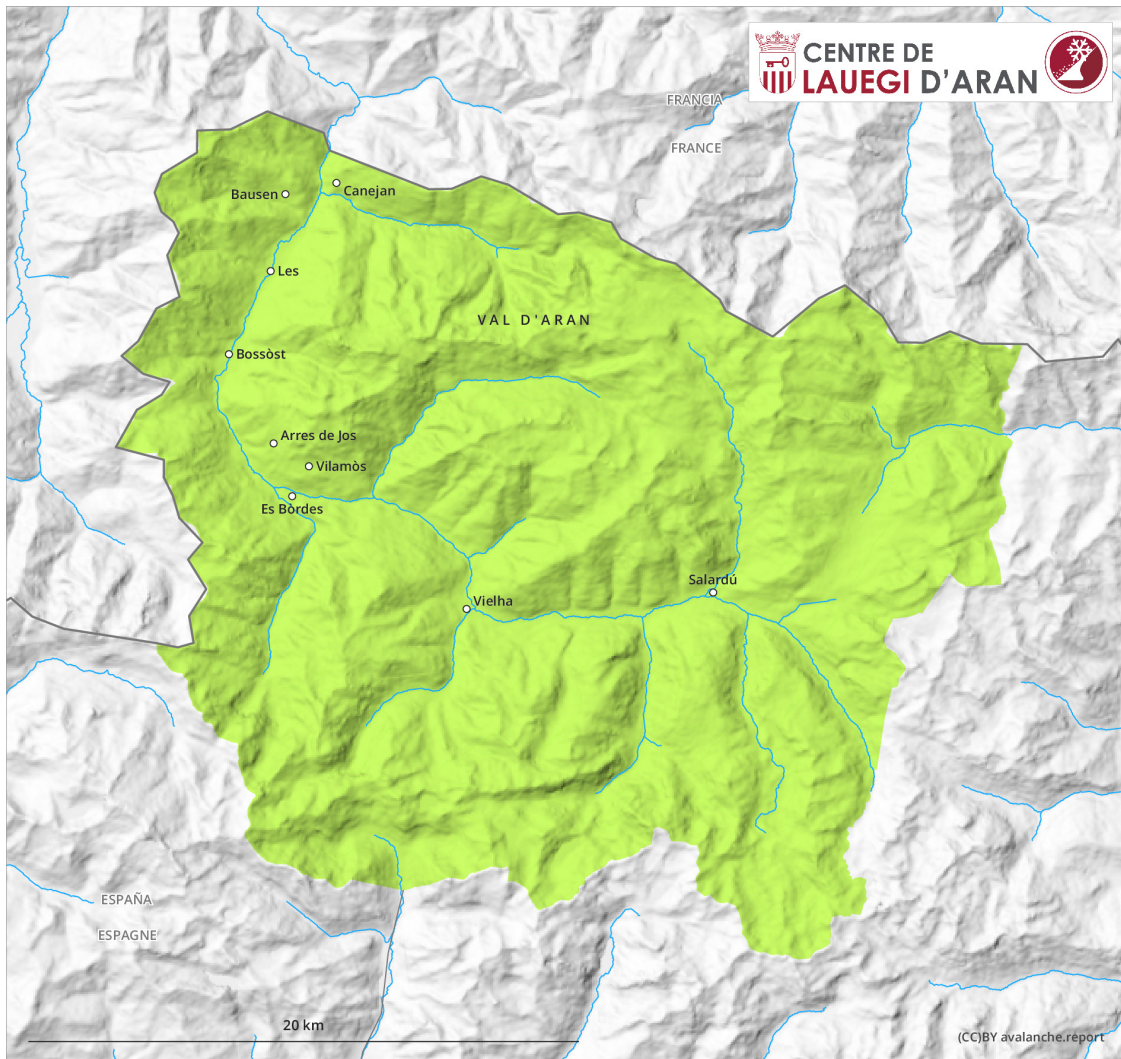 CENTRE DE
LAUEGI D'ARAN
FRANCIA
FRANCE
Bausen
Canejan
Les
VAL D'ARAN
Bossòst
Arres de Jos
Vilamòs
Es Bòrdes
Salardú
Vielha
ESPAÑA
ESPAGNE
20 km
(CC)BY avalanche.report